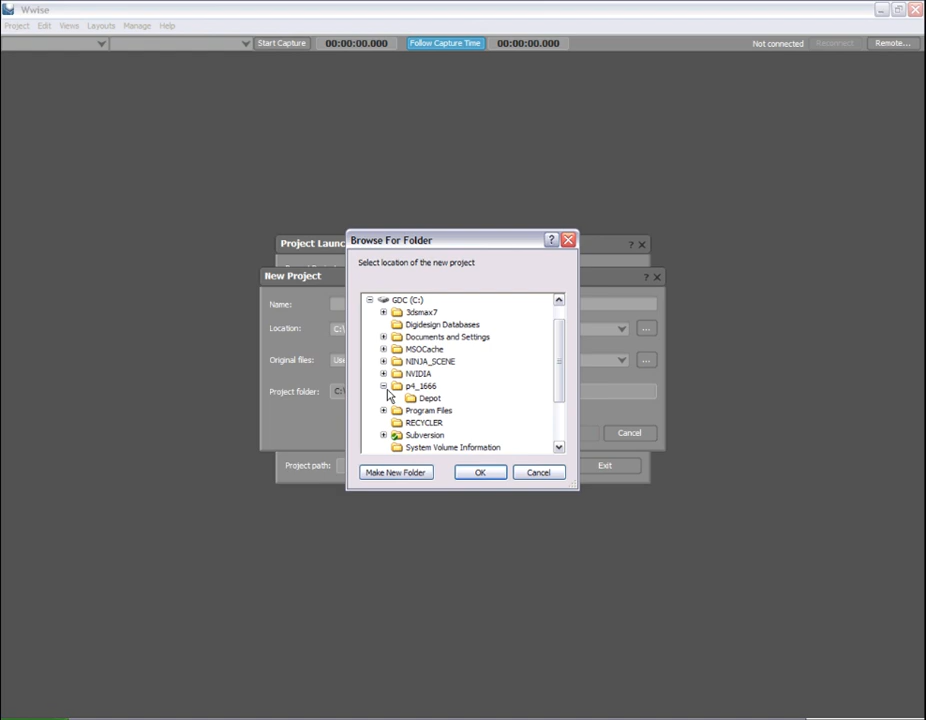 Wwise
Project Edit Views Layouts Manage Help
Start Capture 00:00:00.000 Follow Capture Time 00:00:00.000 Not connected Reconnect Remote...
Browse For Folder ?
Project Launc ?
Select location of the new project
New Project ?
GDC (C:)
Name:
3dsmax7
Digidesign Databases
Location: C:\ ...
Documents and Settings
MSOCache
Original files: Use ...
NINJA_SCENE
NVIDIA
p4_1666
Project folder: C:\
Depot
Program Files
RECYCLER
Subversion
Cancel
System Volume Information
Project path: Exit
Make New Folder OK Cancel